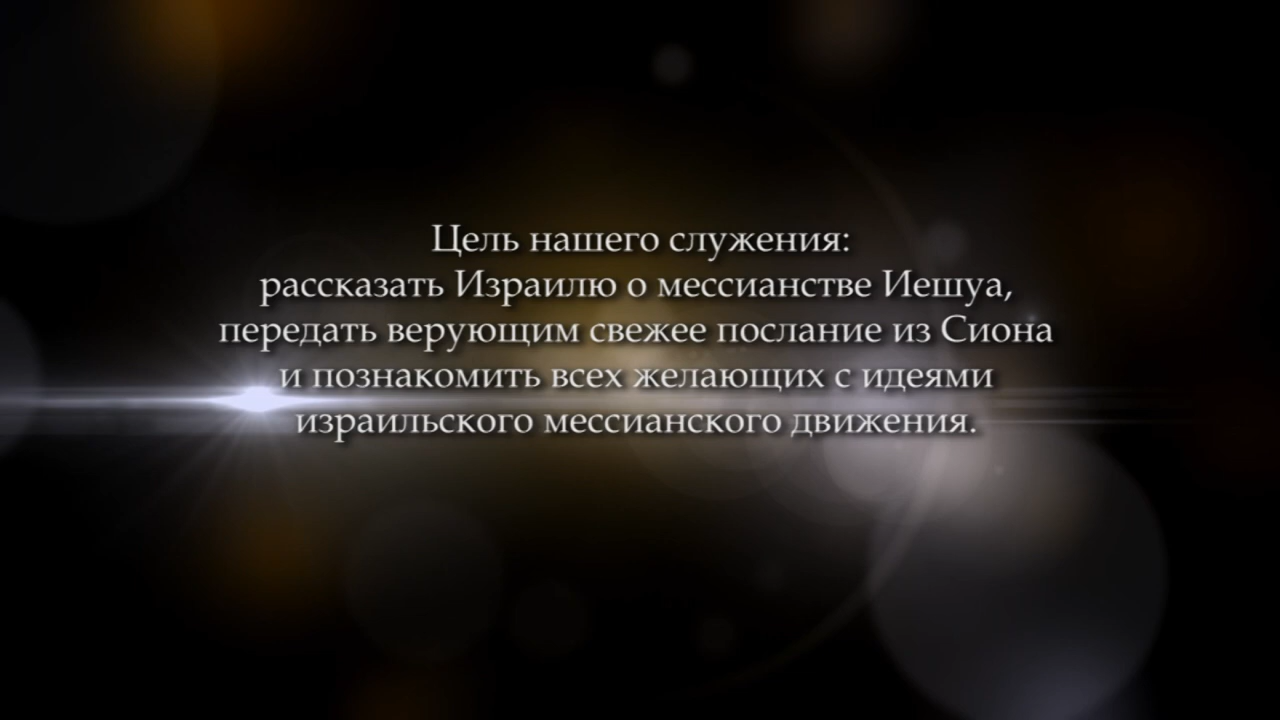 Цель нашего служения:
рассказать Израилю о мессианстве Иешуа,
передать верующим свежее послание из Сиона
и познакомить всех желающих с идеями
израильского мессианского движения.